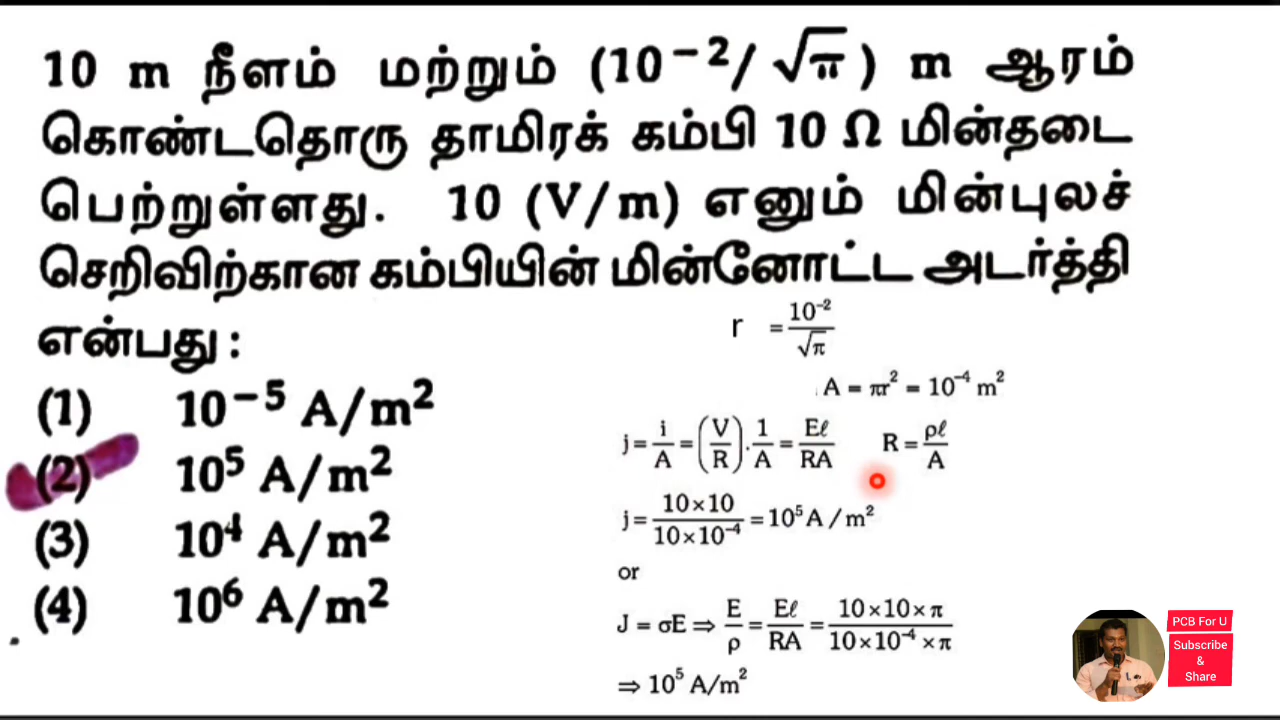 10 m நீளம் மற்றும் (10⁻²/√π) m ஆரம்
கொண்டதொரு தாமிரக் கம்பி 10 Ω மின்தடை
பெற்றுள்ளது. 10 (V/m) எனும் மின்புலச்
செறிவிற்கான கம்பியின் மின்னோட்ட அடர்த்தி
என்பது :
(1) 10⁻⁵ A/m²
(2) 10⁵ A/m²
(3) 10⁴ A/m²
(4) 10⁶ A/m²
r = 10⁻²/√π
A = πr² = 10⁻⁴ m²
j = i/A = (V/R) . 1/A = Eℓ/RA R = ρℓ/A
j = 10×10/10×10⁻⁴ = 10⁵ A / m²
or
J = σE ⇒ E/ρ = Eℓ/RA = 10×10×π/10×10⁻⁴×π
⇒ 10⁵ A/m²
PCB For U
Subscribe
&
Share